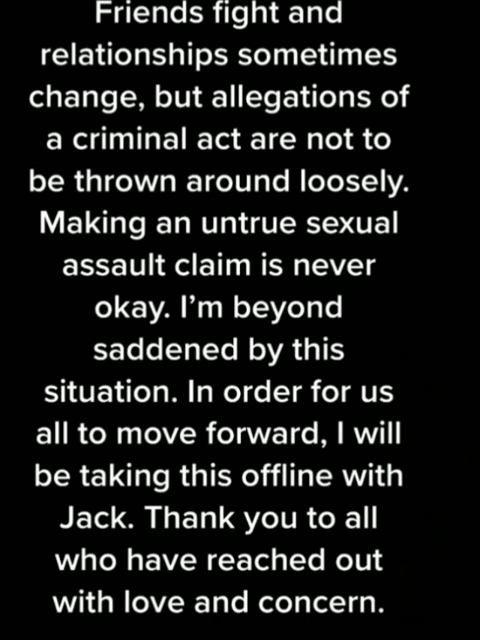 Friends fight and
relationships sometimes
change, but allegations of
a criminal act are not to
be thrown around loosely.
Making an untrue sexual
assault claim is never
okay. I'm beyond
saddened by this
situation. In order for us
all to move forward, I will
be taking this offline with
Jack. Thank you to all
who have reached out
with love and concern.